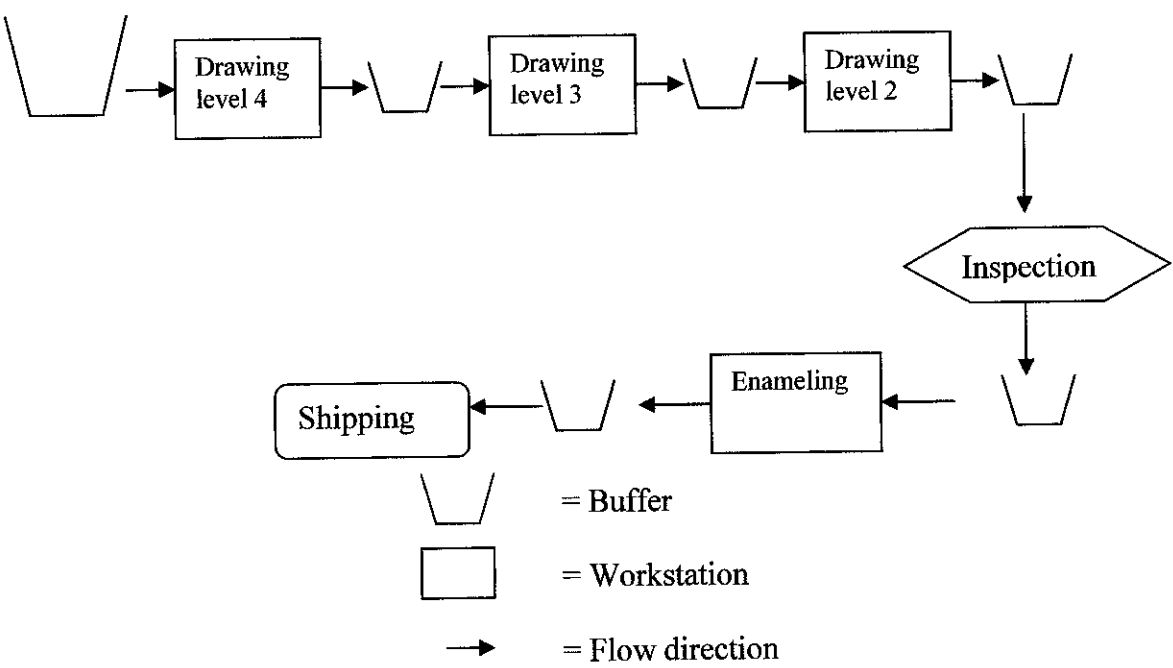 Drawing
level 4
Drawing
level 3
Drawing
level 2
Inspection
Enameling
Shipping
= Buffer
= Workstation
= Flow direction